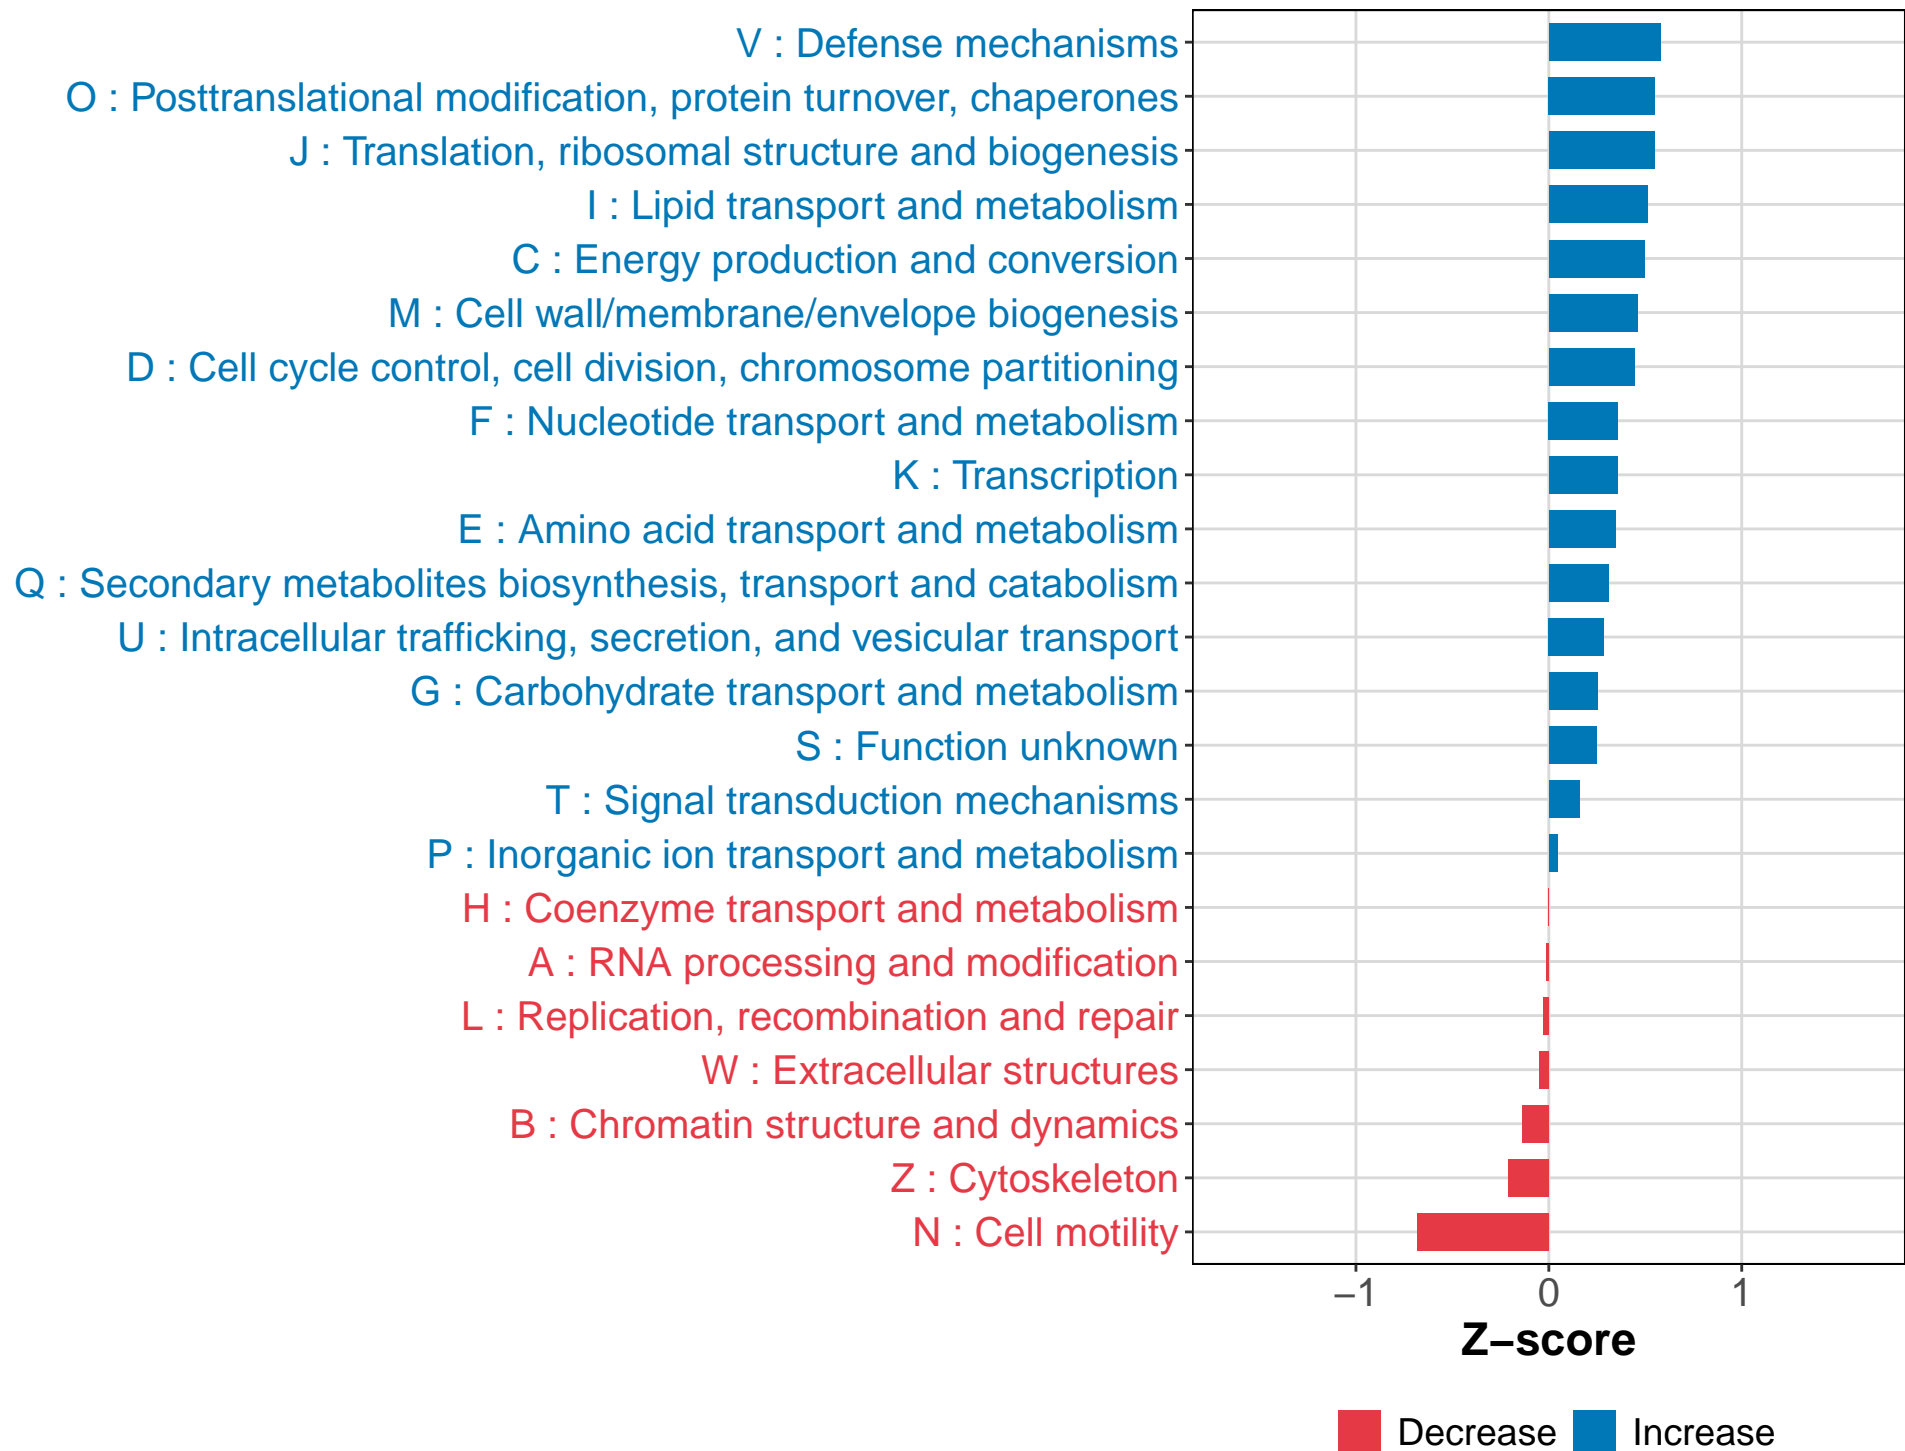 V : Defense mechanisms
O : Posttranslational modification, protein turnover, chaperones
J : Translation, ribosomal structure and biogenesis
I : Lipid transport and metabolism
C : Energy production and conversion
M : Cell wall/membrane/envelope biogenesis
D : Cell cycle control, cell division, chromosome partitioning
F : Nucleotide transport and metabolism
K : Transcription
E : Amino acid transport and metabolism
Q : Secondary metabolites biosynthesis, transport and catabolism
U : Intracellular trafficking, secretion, and vesicular transport
G : Carbohydrate transport and metabolism
S : Function unknown
T : Signal transduction mechanisms
P : Inorganic ion transport and metabolism
H : Coenzyme transport and metabolism
A : RNA processing and modification
L : Replication, recombination and repair
W : Extracellular structures
B : Chromatin structure and dynamics
Z : Cytoskeleton
N : Cell motility
−1 0 1
Z−score
Decrease Increase